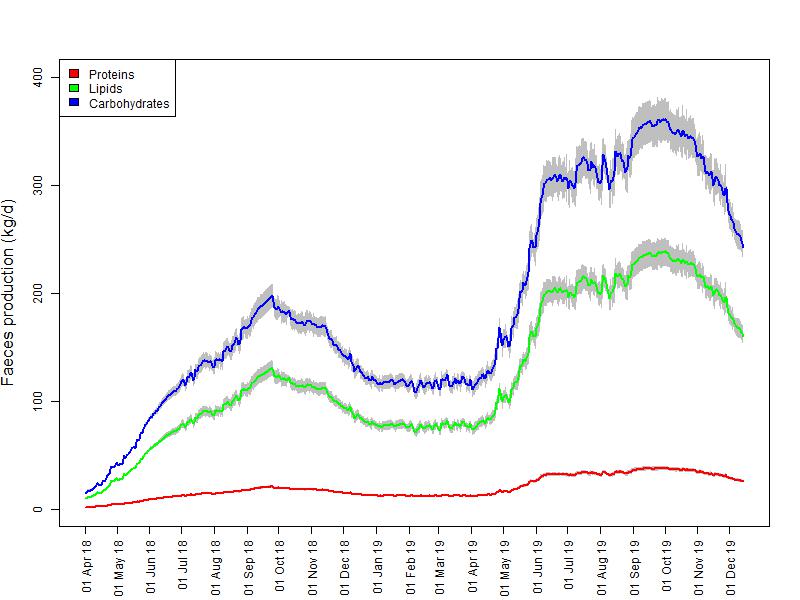 Proteins
Lipids
Carbohydrates
Faeces production (kg/d)
400
300
200
100
0
01 Apr 18
01 May 18
01 Jun 18
01 Jul 18
01 Aug 18
01 Sep 18
01 Oct 18
01 Nov 18
01 Dec 18
01 Jan 19
01 Feb 19
01 Mar 19
01 Apr 19
01 May 19
01 Jun 19
01 Jul 19
01 Aug 19
01 Sep 19
01 Oct 19
01 Nov 19
01 Dec 19